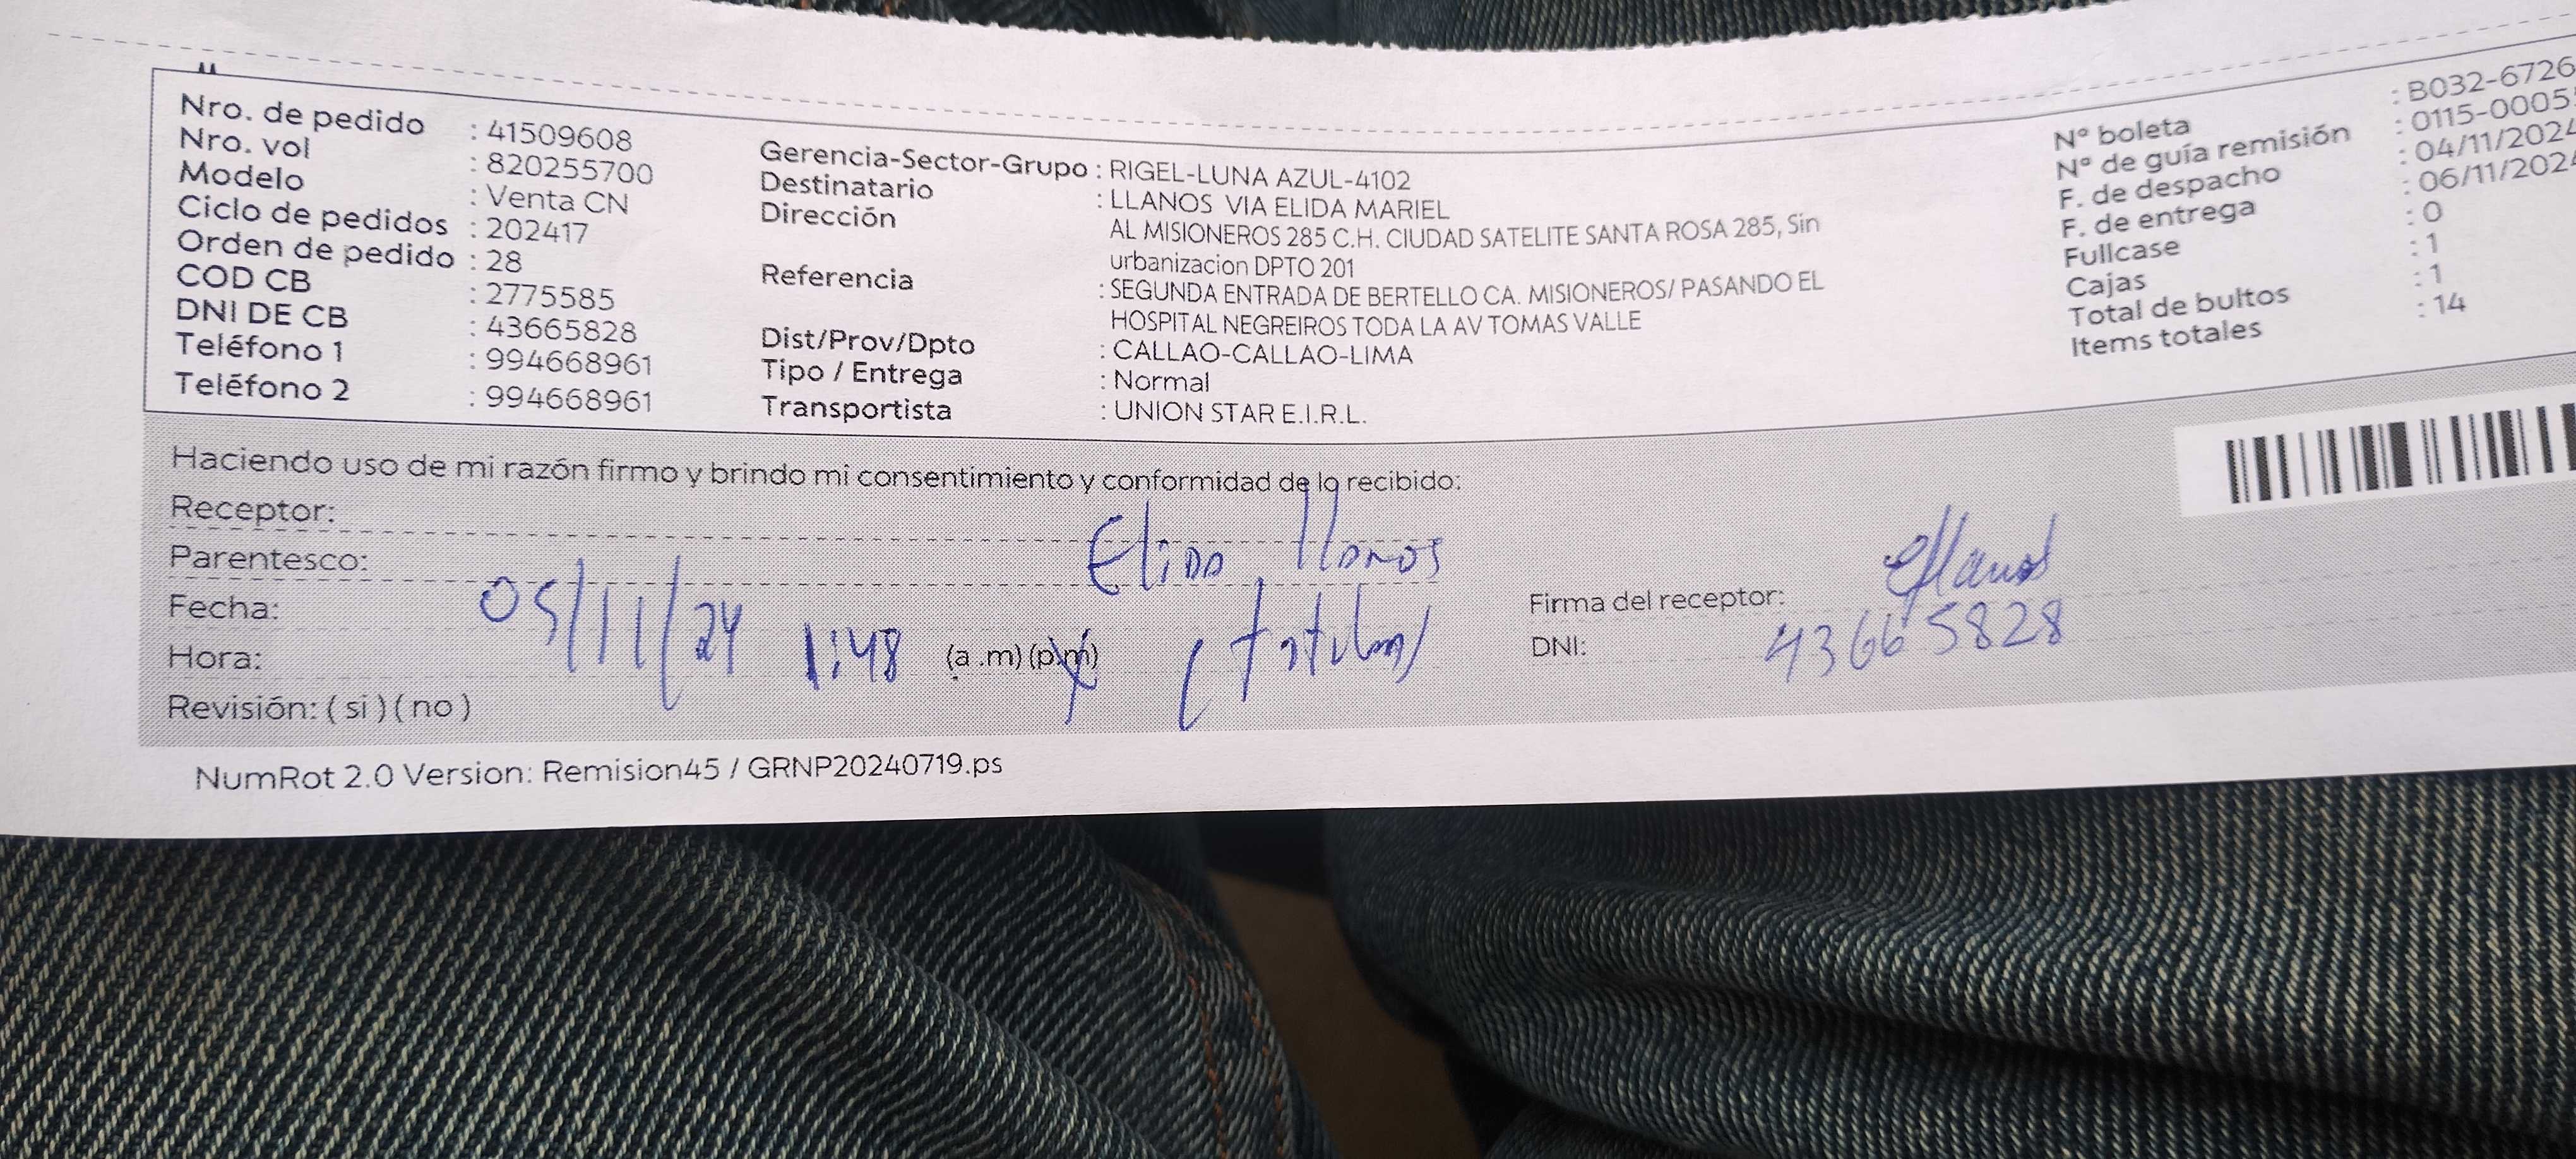 Nro. de pedido : 41509608
Nro. vol : 820255700
Modelo : Venta CN
Ciclo de pedidos : 202417
Orden de pedido : 28
COD CB : 2775585
DNI DE CB : 43665828
Teléfono 1 : 994668961
Teléfono 2 : 994668961
Gerencia-Sector-Grupo : RIGEL-LUNA AZUL-4102
Destinatario : LLANOS VIA ELIDA MARIEL
Dirección AL MISIONEROS 285 C.H. CIUDAD SATELITE SANTA ROSA 285, Sin
urbanizacion DPTO 201
Referencia : SEGUNDA ENTRADA DE BERTELLO CA. MISIONEROS/ PASANDO EL
HOSPITAL NEGREIROS TODA LA AV TOMAS VALLE
Dist/Prov/Dpto : CALLAO-CALLAO-LIMA
Tipo / Entrega : Normal
Transportista : UNION STAR E.I.R.L.
N° boleta : B032-6726
N° de guía remisión : 0115-0005
F. de despacho : 04/11/2024
F. de entrega : 06/11/2024
Fullcase : 0
Cajas : 1
Total de bultos : 1
Items totales : 14
Haciendo uso de mi razón firmo y brindo mi consentimiento y conformidad de lo recibido:
Receptor: Elida llanos
Parentesco:
Fecha: 05/11/24
Hora: 1:48 (a .m) (p.m)
Revisión: ( si ) ( no )
Firma del receptor: Ellanos
DNI: 43665828
NumRot 2.0 Version: Remision45 / GRNP20240719.ps